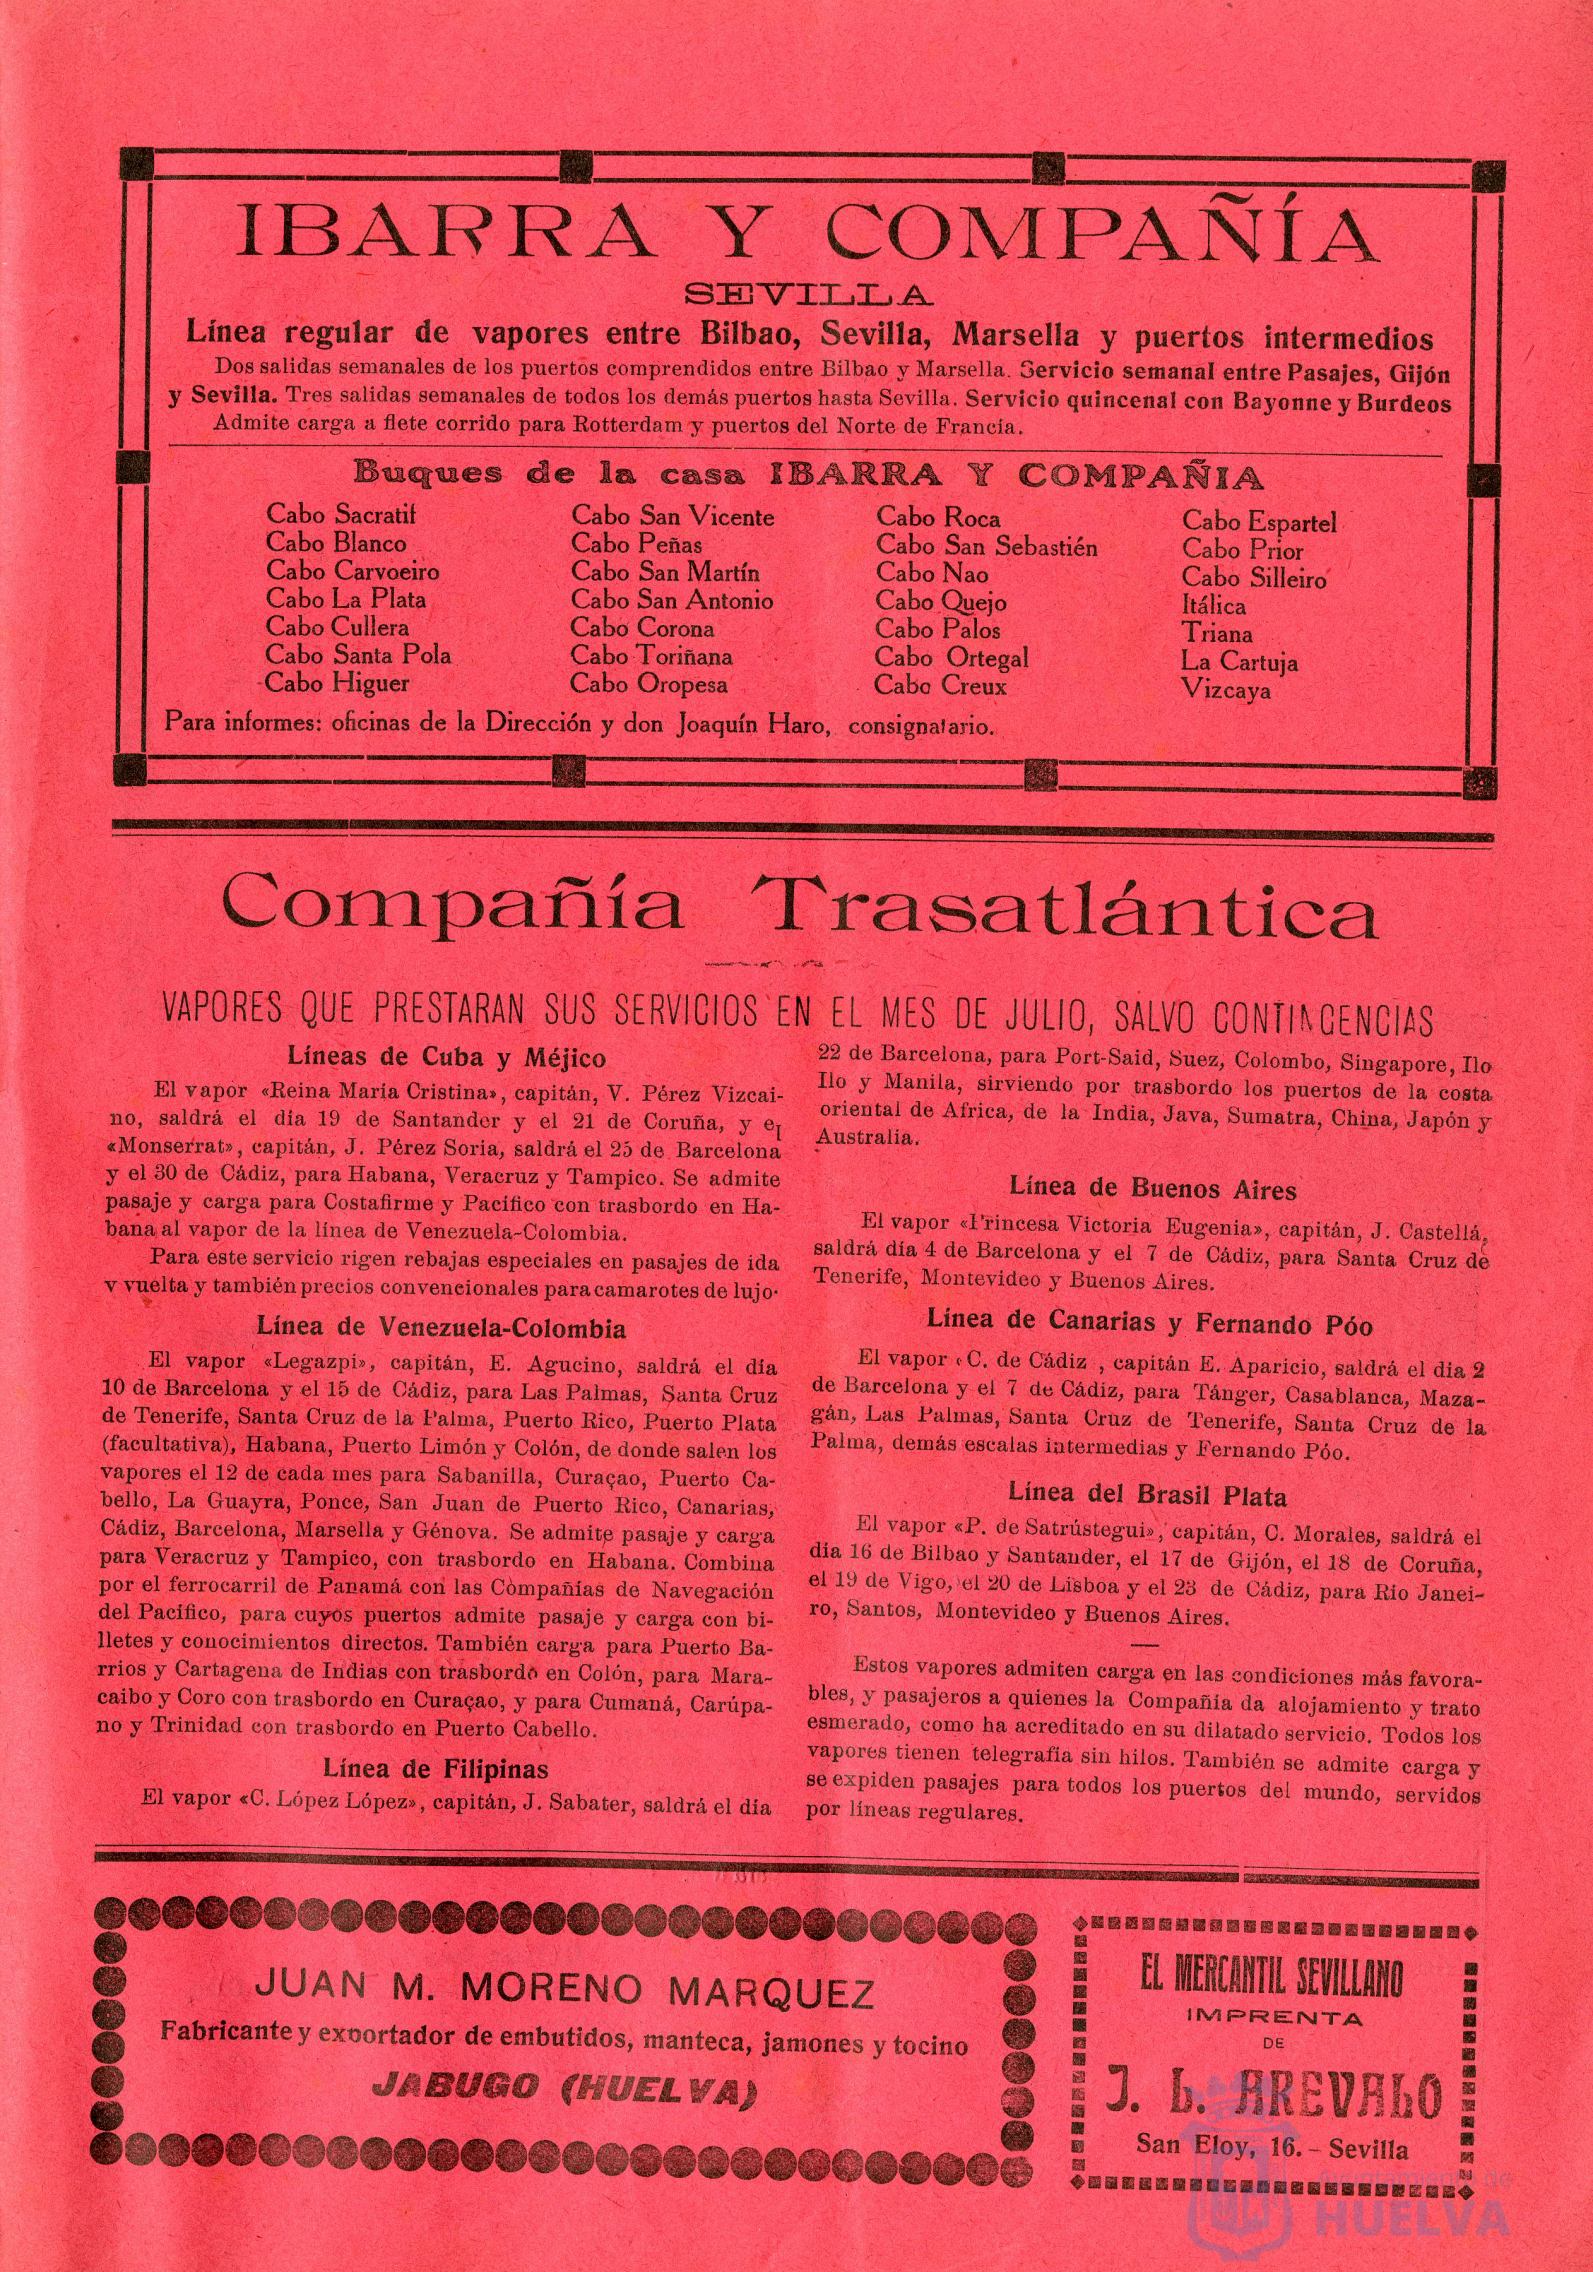 IBARRA Y COMPAÑÍA
SEVILLA
Línea regular de vapores entre Bilbao, Sevilla, Marsella y puertos intermedios
Dos salidas semanales de los puertos comprendidos entre Bilbao y Marsella. Servicio semanal entre Pasajes, Gijón
y Sevilla. Tres salidas semanales de todos los demás puertos hasta Sevilla. Servicio quincenal con Bayonne y Burdeos
Admite carga a flete corrido para Rotterdam y puertos del Norte de Francia.
Buques de la casa IBARRA Y COMPAÑIA
Cabo Sacratif
Cabo Blanco
Cabo Carvoeiro
Cabo La Plata
Cabo Cullera
Cabo Santa Pola
Cabo Higuer
Cabo San Vicente
Cabo Peñas
Cabo San Martín
Cabo San Antonio
Cabo Corona
Cabo Toriñana
Cabo Oropesa
Cabo Roca
Cabo San Sebastién
Cabo Nao
Cabo Quejo
Cabo Palos
Cabo Ortegal
Cabo Creux
Cabo Espartel
Cabo Prior
Cabo Silleiro
Itálica
Triana
La Cartuja
Vizcaya
Para informes: oficinas de la Dirección y don Joaquín Haro, consignatario.
Compañía Trasatlántica
VAPORES QUE PRESTARAN SUS SERVICIOS EN EL MES DE JULIO, SALVO CONTINGENCIAS
Líneas de Cuba y Méjico
El vapor «Reina María Cristina», capitán, V. Pérez Vizcai-
no, saldrá el día 19 de Santander y el 21 de Coruña, y el
«Monserrat», capitán, J. Pérez Soria, saldrá el 25 de Barcelona
y el 30 de Cádiz, para Habana, Veracruz y Tampico. Se admite
pasaje y carga para Costafirme y Pacífico con trasbordo en Ha-
bana al vapor de la línea de Venezuela-Colombia.
Para este servicio rigen rebajas especiales en pasajes de ida
y vuelta y también precios convencionales para camarotes de lujo.
Línea de Venezuela-Colombia
El vapor «Legazpi», capitán, E. Agucino, saldrá el día
10 de Barcelona y el 15 de Cádiz, para Las Palmas, Santa Cruz
de Tenerife, Santa Cruz de la Palma, Puerto Rico, Puerto Plata
(facultativa), Habana, Puerto Limón y Colón, de donde salen los
vapores el 12 de cada mes para Sabanilla, Curaçao, Puerto Ca-
bello, La Guayra, Ponce, San Juan de Puerto Rico, Canarias,
Cádiz, Barcelona, Marsella y Génova. Se admite pasaje y carga
para Veracruz y Tampico, con trasbordo en Habana. Combina
por el ferrocarril de Panamá con las Compañías de Navegación
del Pacífico, para cuyos puertos admite pasaje y carga con bi-
lletes y conocimientos directos. También carga para Puerto Ba-
rrios y Cartagena de Indias con trasbordo en Colón, para Mara-
caibo y Coro con trasbordo en Curaçao, y para Cumaná, Carúpa-
no y Trinidad con trasbordo en Puerto Cabello.
Línea de Filipinas
El vapor «C. López López», capitán, J. Sabater, saldrá el día
22 de Barcelona, para Port-Said, Suez, Colombo, Singapore, Ilo
Ilo y Manila, sirviendo por trasbordo los puertos de la costa
oriental de Africa, de la India, Java, Sumatra, China, Japón y
Australia.
Línea de Buenos Aires
El vapor «Princesa Victoria Eugenia», capitán, J. Castellá,
saldrá día 4 de Barcelona y el 7 de Cádiz, para Santa Cruz de
Tenerife, Montevideo y Buenos Aires.
Línea de Canarias y Fernando Póo
El vapor «C. de Cádiz , capitán E. Aparicio, saldrá el día 2
de Barcelona y el 7 de Cádiz, para Tánger, Casablanca, Maza-
gán, Las Palmas, Santa Cruz de Tenerife, Santa Cruz de la
Palma, demás escalas intermedias y Fernando Póo.
Línea del Brasil Plata
El vapor «P. de Satrústegui», capitán, C. Morales, saldrá el
día 16 de Bilbao y Santander, el 17 de Gijón, el 18 de Coruña,
el 19 de Vigo, el 20 de Lisboa y el 23 de Cádiz, para Río Janei-
ro, Santos, Montevideo y Buenos Aires.
Estos vapores admiten carga en las condiciones más favora-
bles, y pasajeros a quienes la Compañía da alojamiento y trato
esmerado, como ha acreditado en su dilatado servicio. Todos los
vapores tienen telegrafía sin hilos. También se admite carga y
se expiden pasajes para todos los puertos del mundo, servidos
por líneas regulares.
JUAN M. MORENO MARQUEZ
Fabricante y exportador de embutidos, manteca, jamones y tocino
JABUGO (HUELVA)
EL MERCANTIL SEVILLANO
IMPRENTA
DE
J. L. AREVALO
San Eloy, 16. - Sevilla
Ayuntamiento de
HUELVA